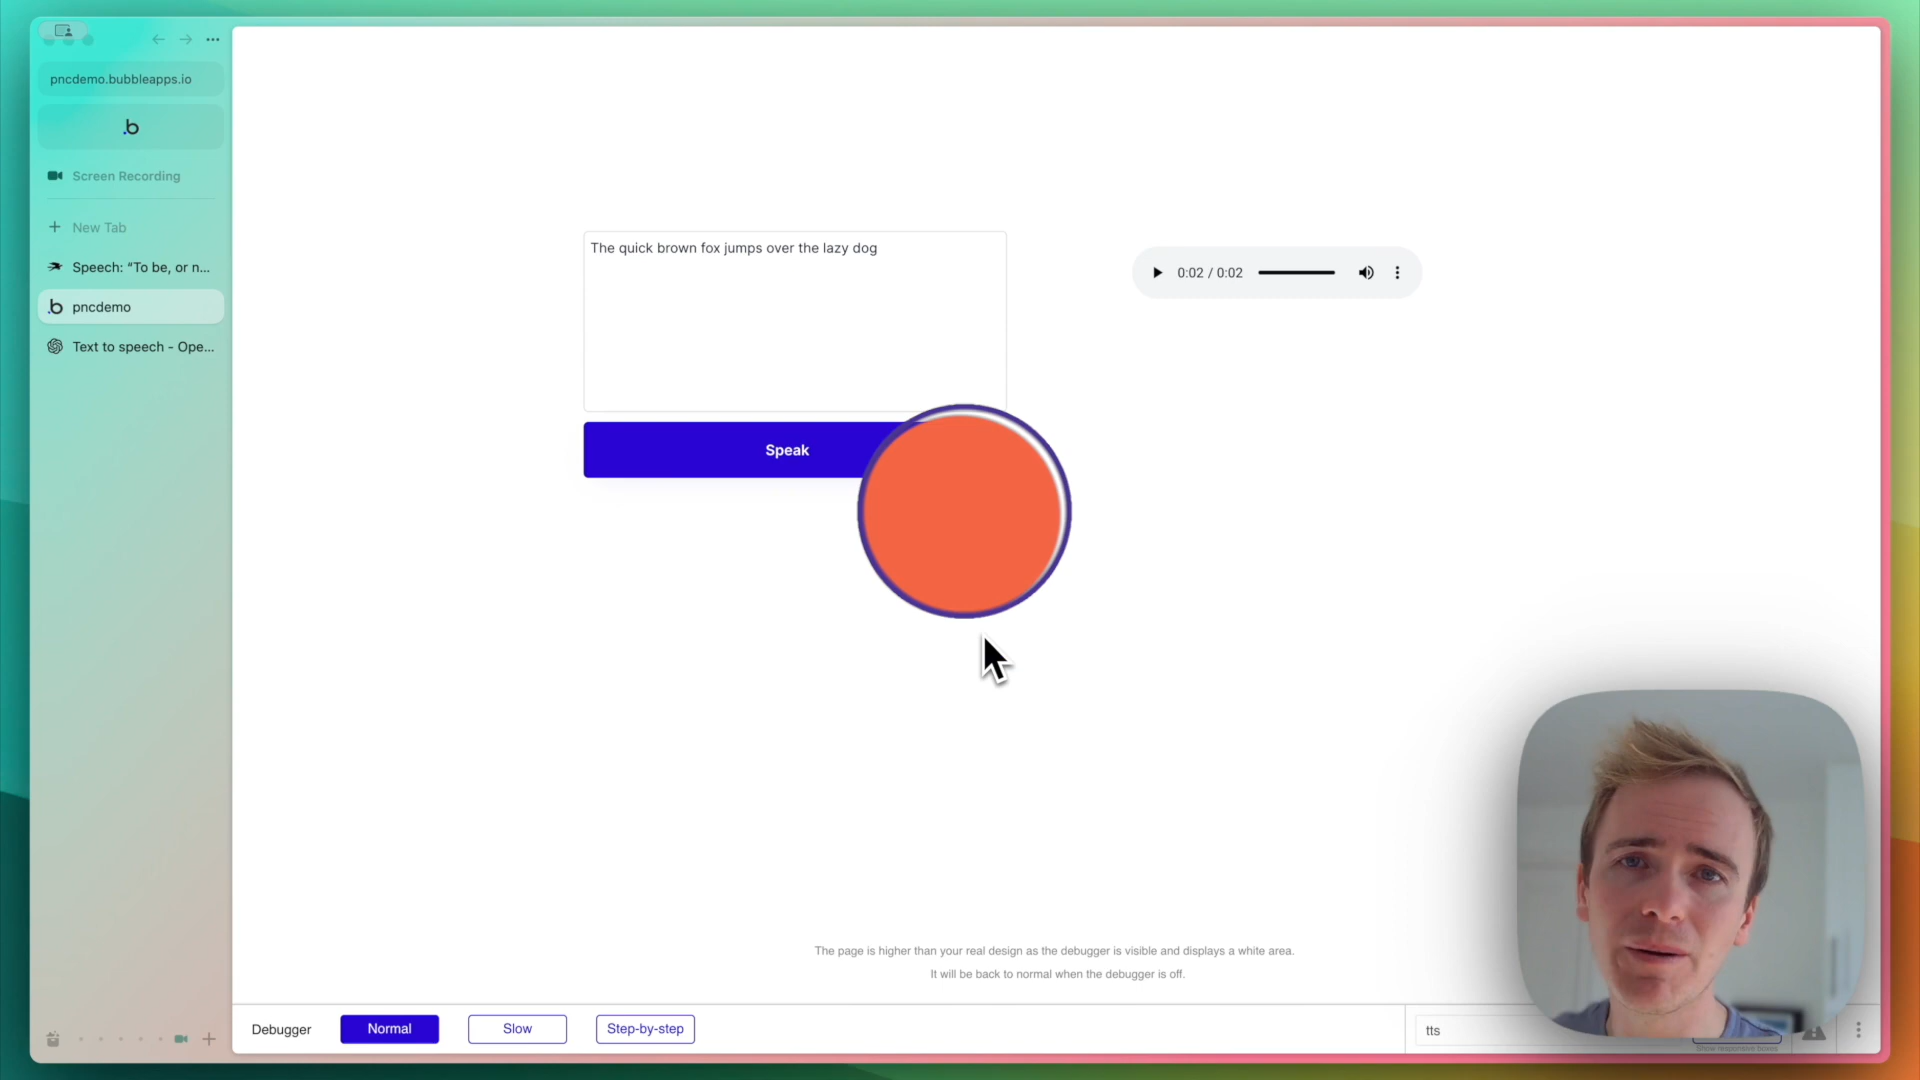 pncdemo.bubbleapps.io
.b
Screen Recording
New Tab
Speech: “To be, or n...
.b pncdemo
Text to speech - Ope...
The quick brown fox jumps over the lazy dog
Speak
0:02 / 0:02
The page is higher than your real design as the debugger is visible and displays a white area.
It will be back to normal when the debugger is off.
Debugger
Normal
Slow
Step-by-step
tts
Show responsive boxes